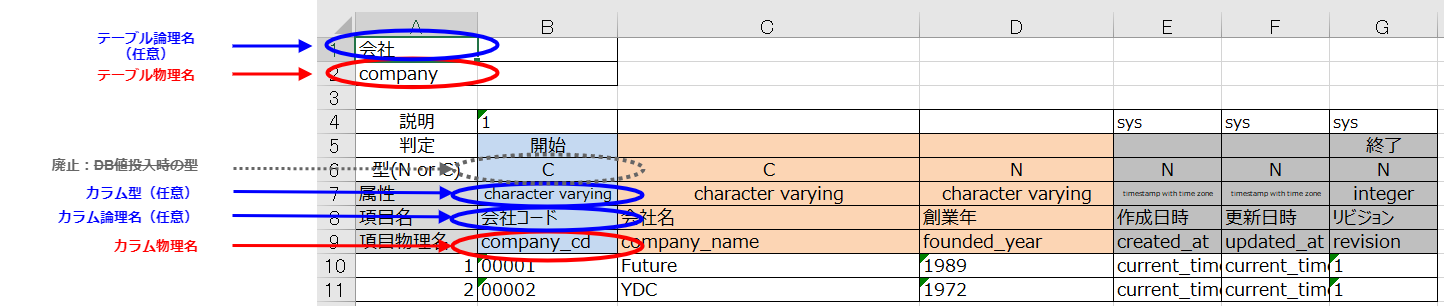 A B C D E F G
テーブル論理名
（任意）
1 会社
テーブル物理名
2 company
3
4 説明 1 sys sys sys
5 判定 開始 終了
廃止：DB値投入時の型
6 型(N or C) C C N N N N
カラム型（任意）
7 属性 character varying character varying character varying timestamp with time zone timestamp with time zone integer
カラム論理名（任意）
8 項目名 会社コード 会社名 創業年 作成日時 更新日時 リビジョン
カラム物理名
9 項目物理名 company_cd company_name founded_year created_at updated_at revision
10 1 00001 Future 1989 current_time current_time 1
11 2 00002 YDC 1972 current_time current_time 1